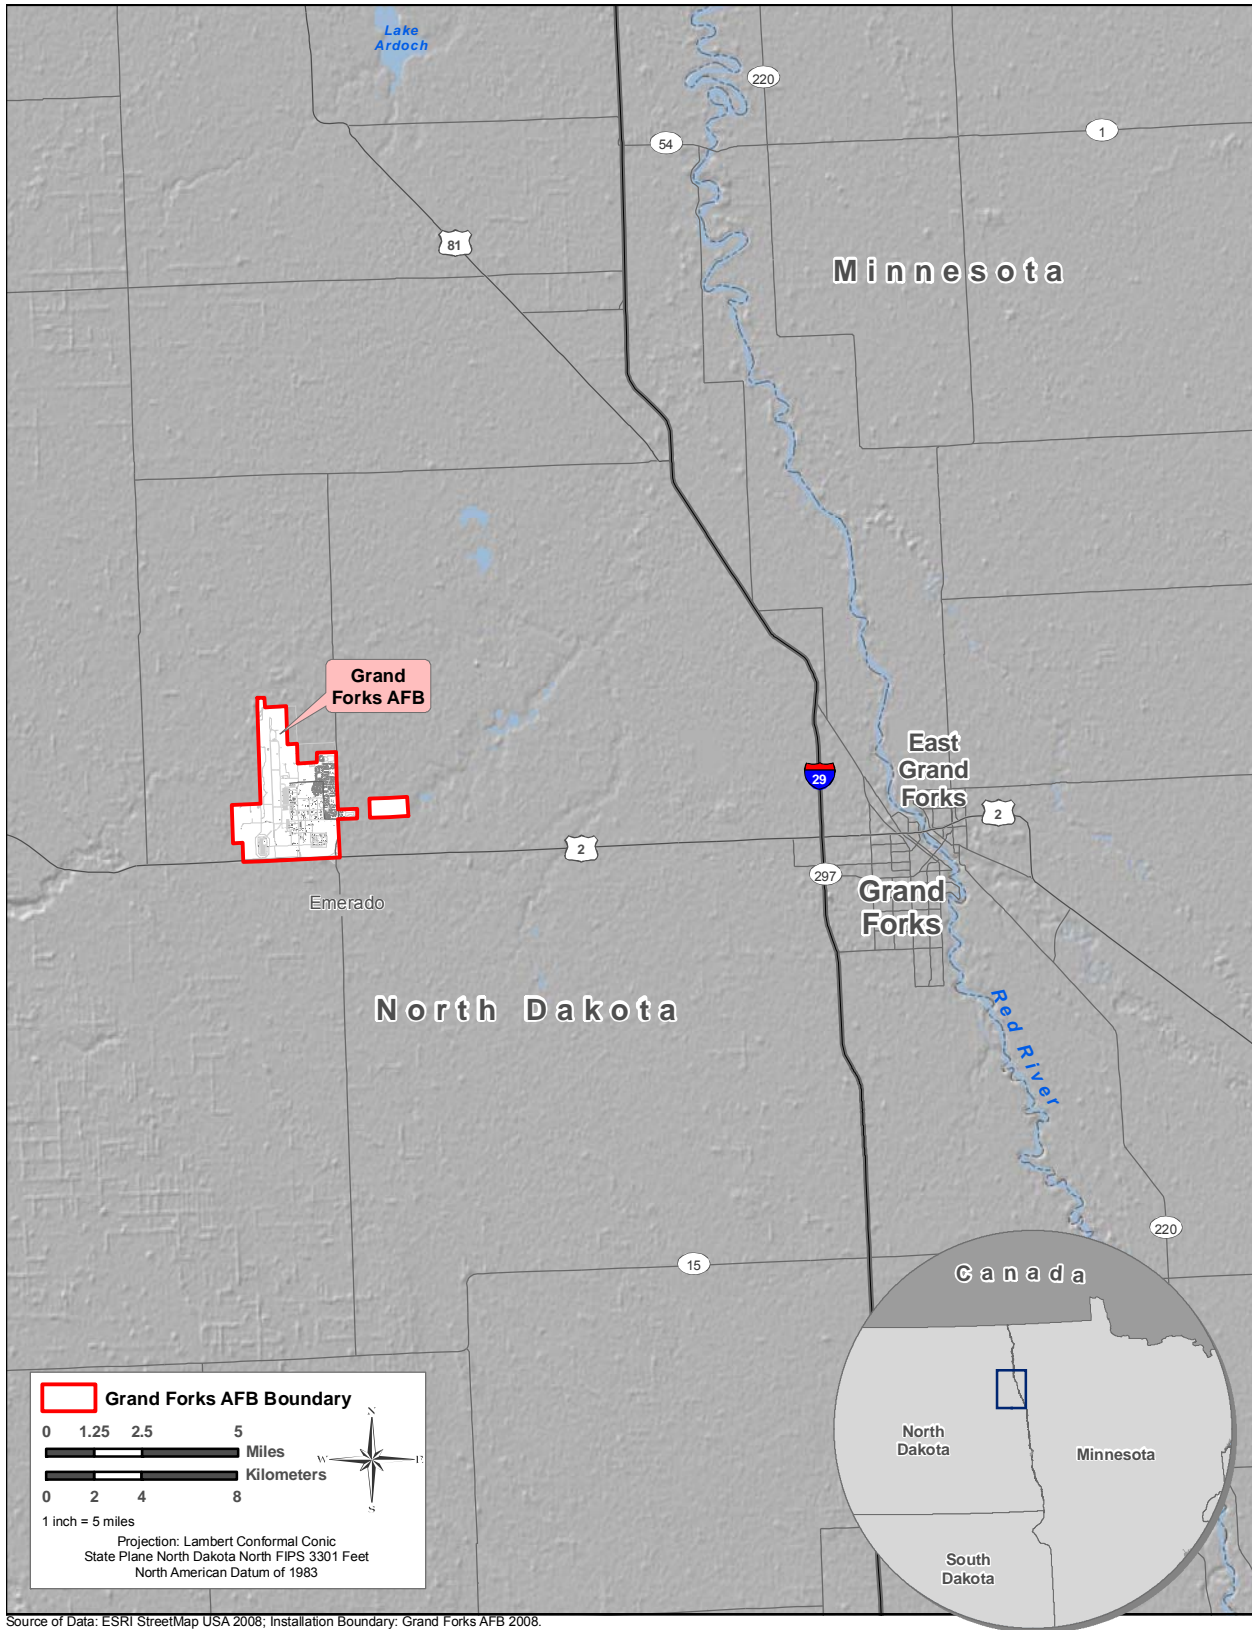 Lake
Ardoch
220
54
1
81
Minnesota
Grand
Forks AFB
East
Grand
Forks
29
2
2
297
Grand
Forks
Emerado
North Dakota
Red River
220
15
Canada
North
Dakota
Minnesota
South
Dakota
Grand Forks AFB Boundary
0 1.25 2.5 5
Miles
Kilometers
0 2 4 8
N
W E
S
1 inch = 5 miles
Projection: Lambert Conformal Conic
State Plane North Dakota North FIPS 3301 Feet
North American Datum of 1983
Source of Data: ESRI StreetMap USA 2008; Installation Boundary: Grand Forks AFB 2008.